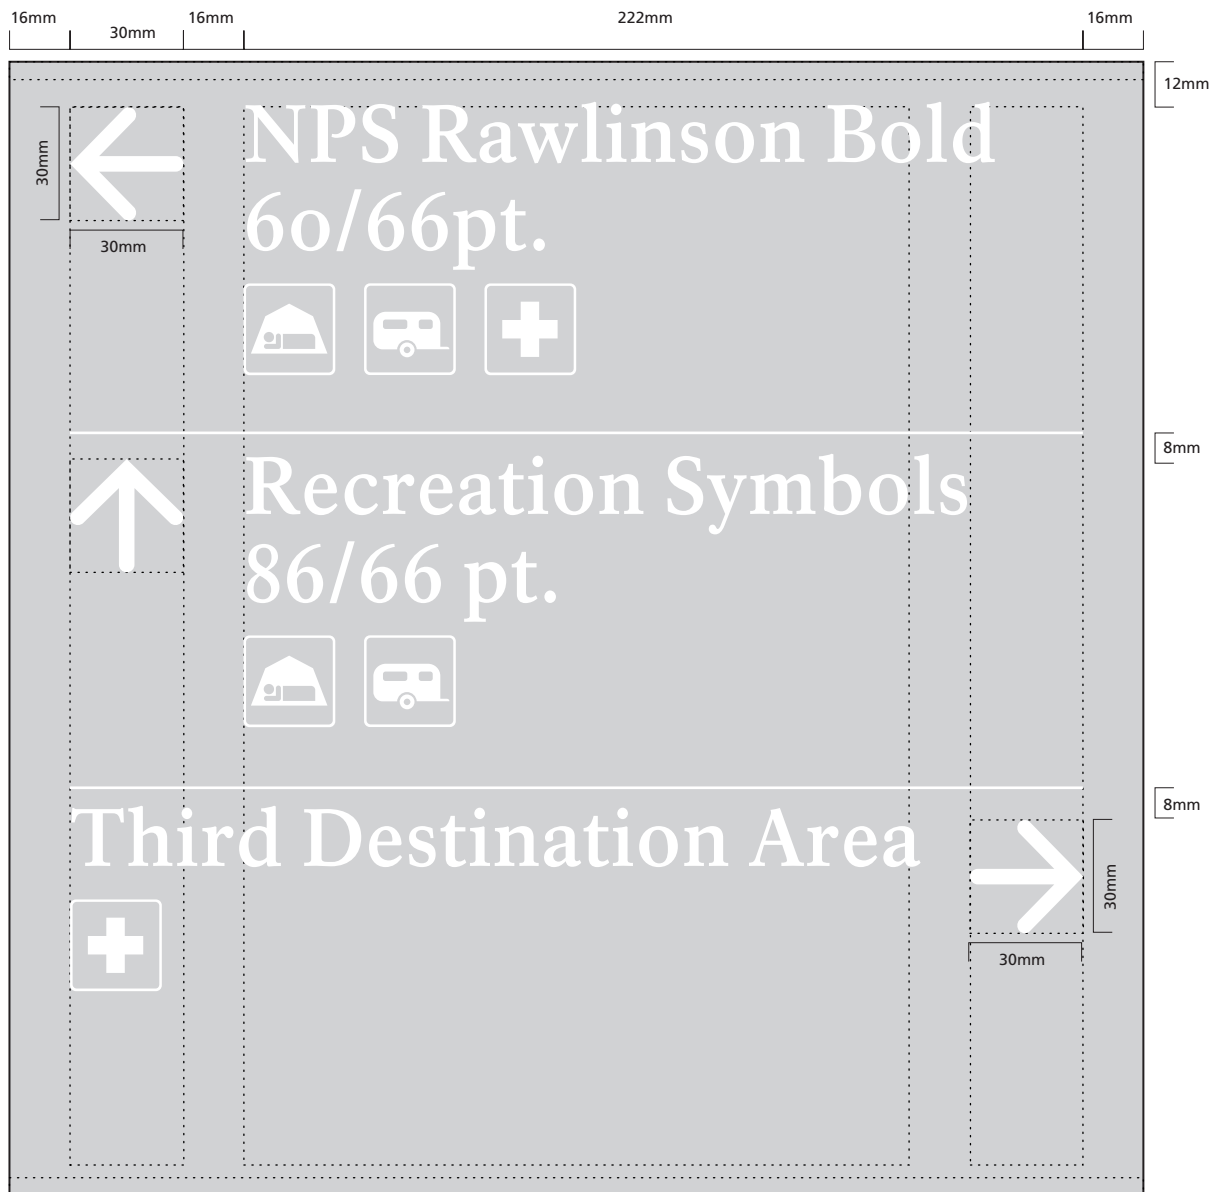 16mm 30mm 16mm 222mm 16mm
12mm
30mm
NPS Rawlinson Bold
60/66pt.
30mm
8mm
Recreation Symbols
86/66 pt.
8mm
Third Destination Area
30mm
30mm